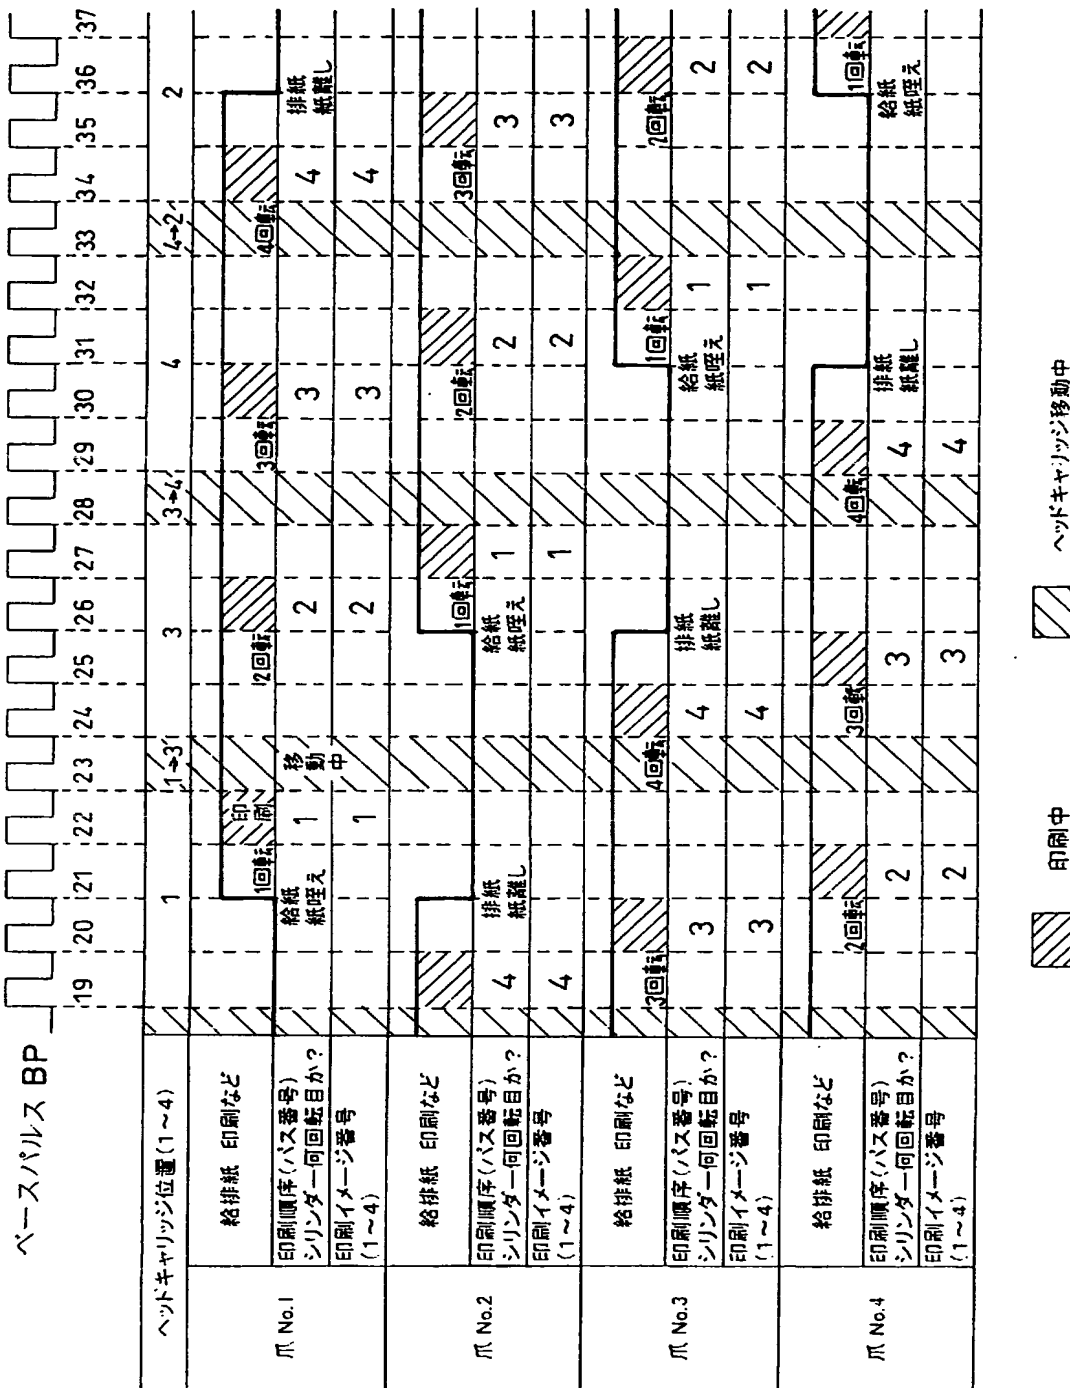 ベースパルス BP
19 20 21 22 23 24 25 26 27 28 29 30 31 32 33 34 35 36 37
ヘッドキャリッジ位置(1~4)
1 1→3 3 3→4 4 4→2 2
爪 No.1
給排紙 印刷など
1回転 印刷 2回転 3回転 4回転
印刷順序(パス番号)
シリンダー何回転目か?
給紙
紙咥え
1 移動中 2 3 4
排紙
紙離し
印刷イメージ番号
(1~4)
1 2 3 4
爪 No.2
給排紙 印刷など
1回転 2回転 3回転
印刷順序(パス番号)
シリンダー何回転目か?
4
排紙
紙離し
給紙
紙咥え
1 2 3
印刷イメージ番号
(1~4)
4 1 2 3
爪 No.3
給排紙 印刷など
3回転 4回転 1回転 2回転
印刷順序(パス番号)
シリンダー何回転目か?
3 4
排紙
紙離し
給紙
紙咥え
1 2
印刷イメージ番号
(1~4)
3 4 1 2
爪 No.4
給排紙 印刷など
2回転 3回転 4回転 1回転
印刷順序(パス番号)
シリンダー何回転目か?
2 3 4
排紙
紙離し
給紙
紙咥え
印刷イメージ番号
(1~4)
2 3 4
印刷中
ヘッドキャリッジ移動中